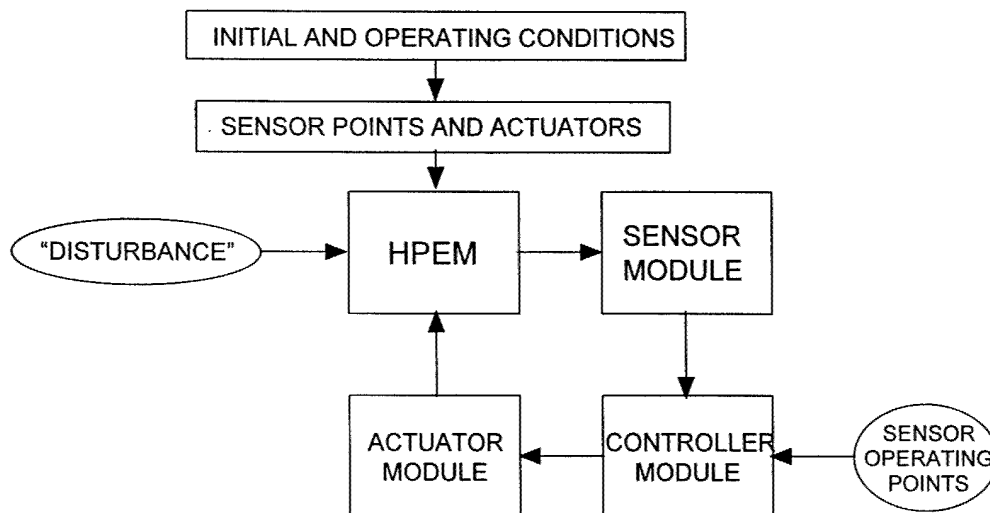 INITIAL AND OPERATING CONDITIONS
SENSOR POINTS AND ACTUATORS
“DISTURBANCE”
HPEM
SENSOR
MODULE
ACTUATOR
MODULE
CONTROLLER
MODULE
SENSOR
OPERATING
POINTS